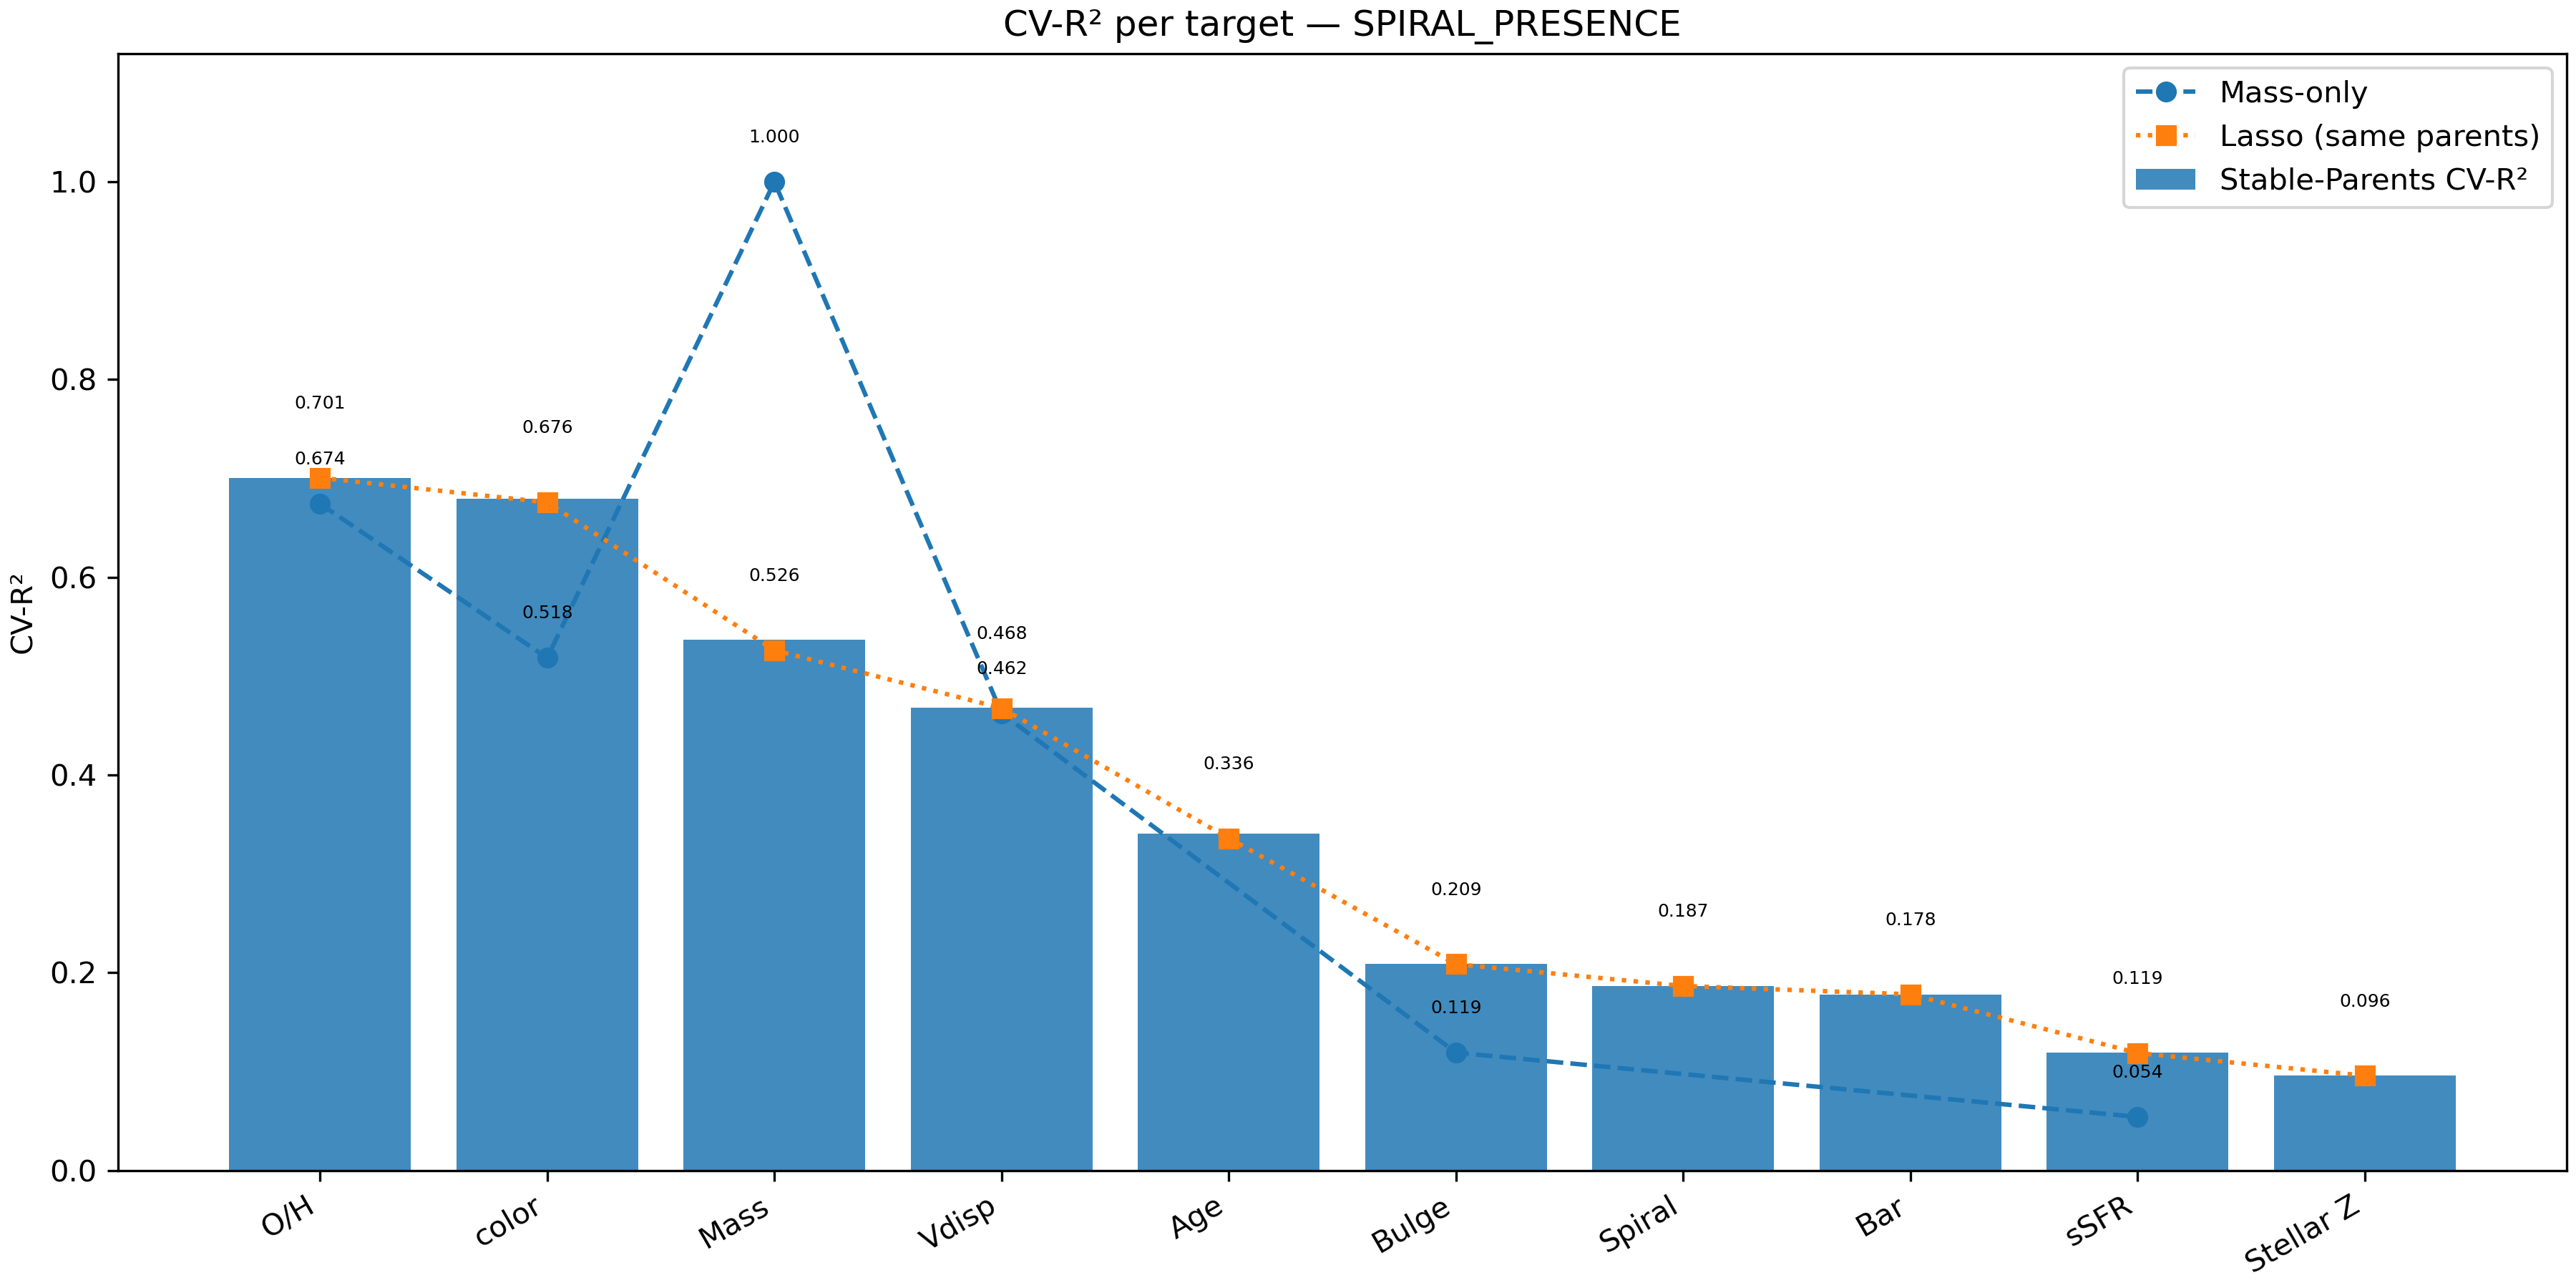 CV-R² per target — SPIRAL_PRESENCE
Mass-only
Lasso (same parents)
Stable-Parents CV-R²
CV-R²
1.0
0.8
0.6
0.4
0.2
0.0
1.000
0.701
0.676
0.674
0.526
0.518
0.468
0.462
0.336
0.209
0.187
0.178
0.119
0.119
0.096
0.054
O/H
color
Mass
Vdisp
Age
Bulge
Spiral
Bar
sSFR
Stellar Z